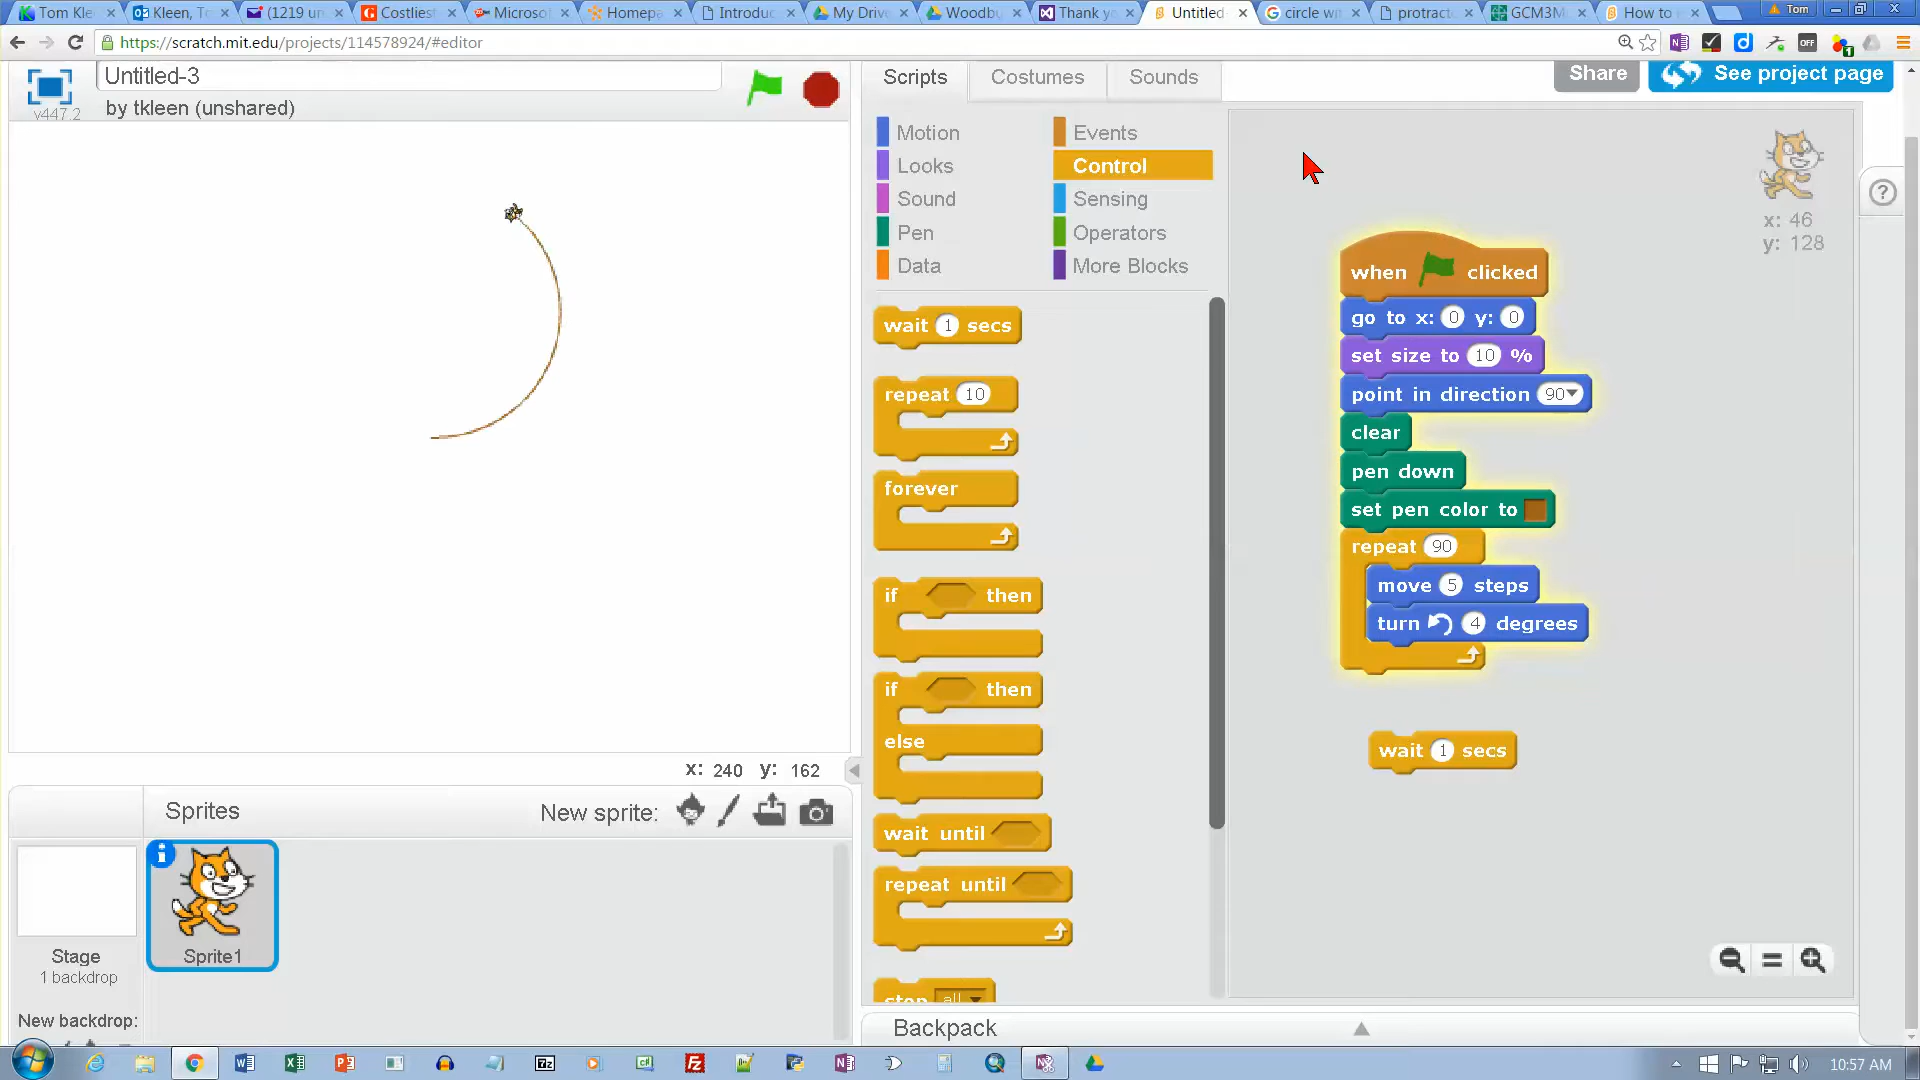 Tom Kle
Kleen, T
(1219 un
Costlies
Microso
Homepa
Introduc
My Driv
Woodbu
Thank yo
Untitled
circle wi
protract
GCM3M
How to
Tom
https://scratch.mit.edu/projects/114578924/#editor
OFF
1
Untitled-3
v447.2
by tkleen (unshared)
Scripts
Costumes
Sounds
Share
See project page
Motion
Looks
Sound
Pen
Data
Events
Control
Sensing
Operators
More Blocks
wait 1 secs
repeat 10
forever
if then
if then
else
wait until
repeat until
stop all
x: 46
y: 128
?
when clicked
go to x: 0 y: 0
set size to 10 %
point in direction 90
clear
pen down
set pen color to
repeat 90
move 5 steps
turn 4 degrees
wait 1 secs
x: 240 y: 162
Sprites
New sprite:
Stage
1 backdrop
New backdrop:
Sprite1
Backpack
10:57 AM